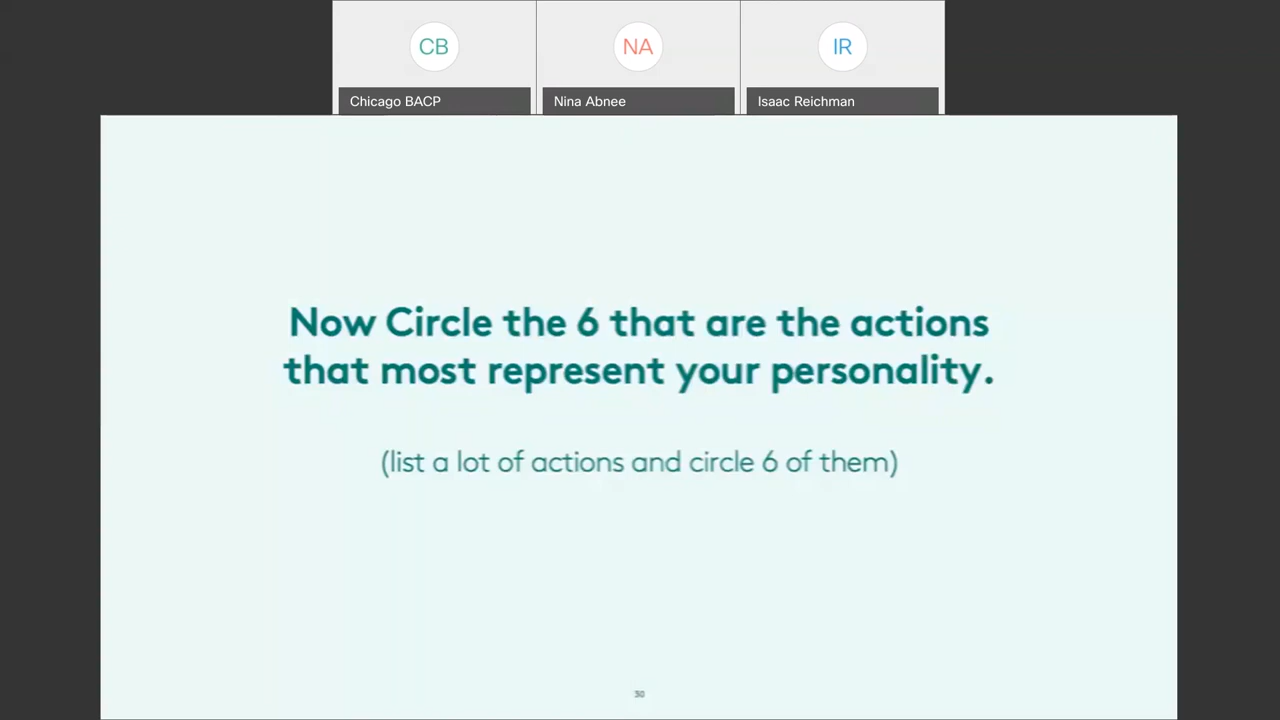 CB
NA
IR
Chicago BACP
Nina Abnee
Isaac Reichman
Now Circle the 6 that are the actions
that most represent your personality.
(list a lot of actions and circle 6 of them)
30